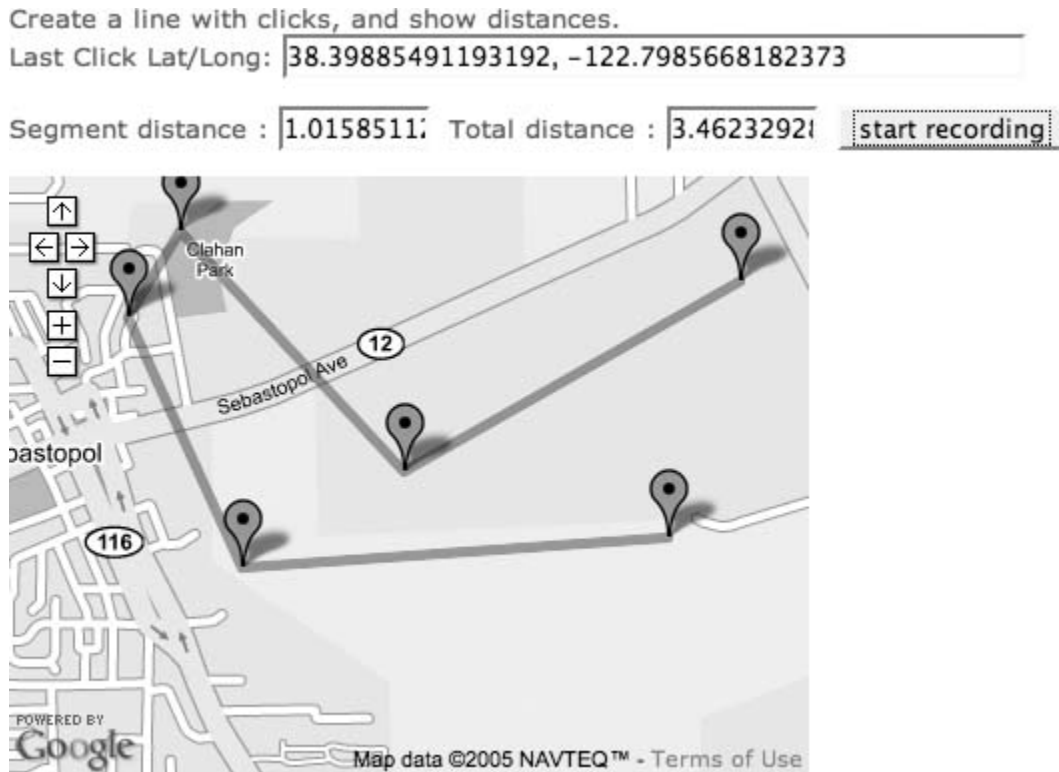 Create a line with clicks, and show distances.
Last Click Lat/Long: 38.39885491193192, -122.7985668182373
Segment distance : 1.01585112 Total distance : 3.46232928 start recording
Clahan
Park
12
Sebastopol Ave
bastopol
116
POWERED BY
Google
Map data ©2005 NAVTEQ™ - Terms of Use